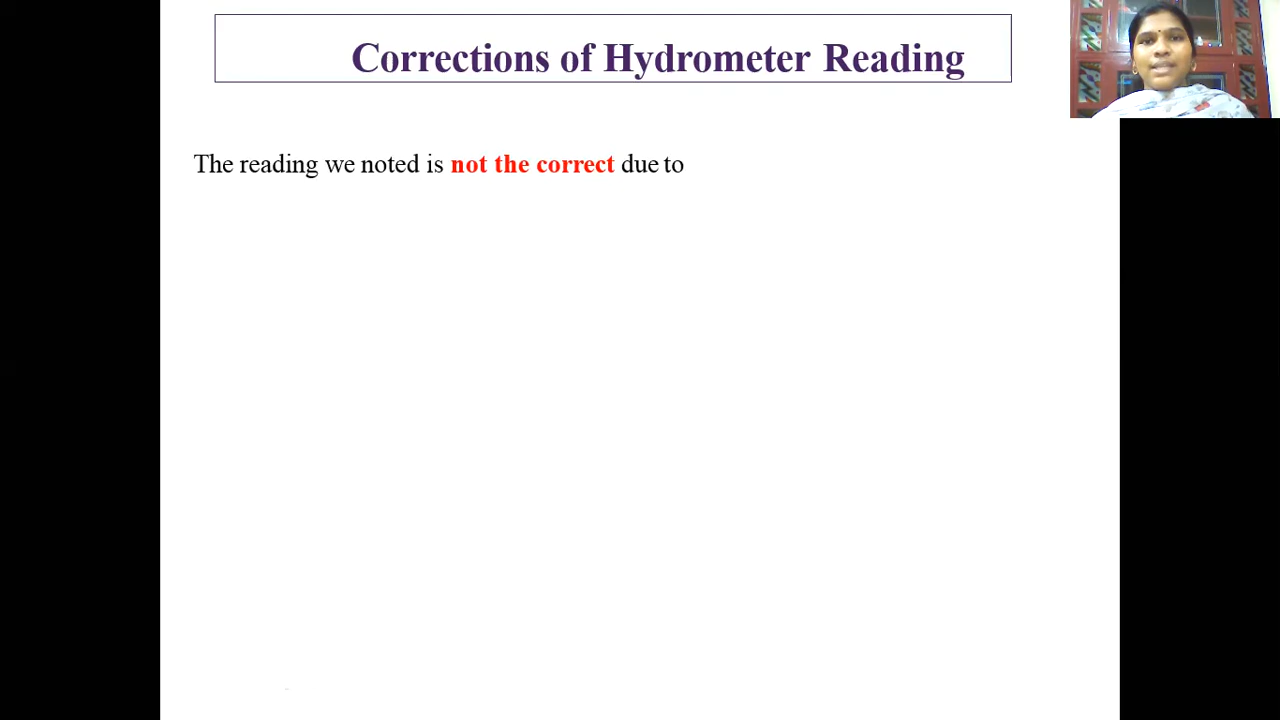 Corrections of Hydrometer Reading
The reading we noted is not the correct due to